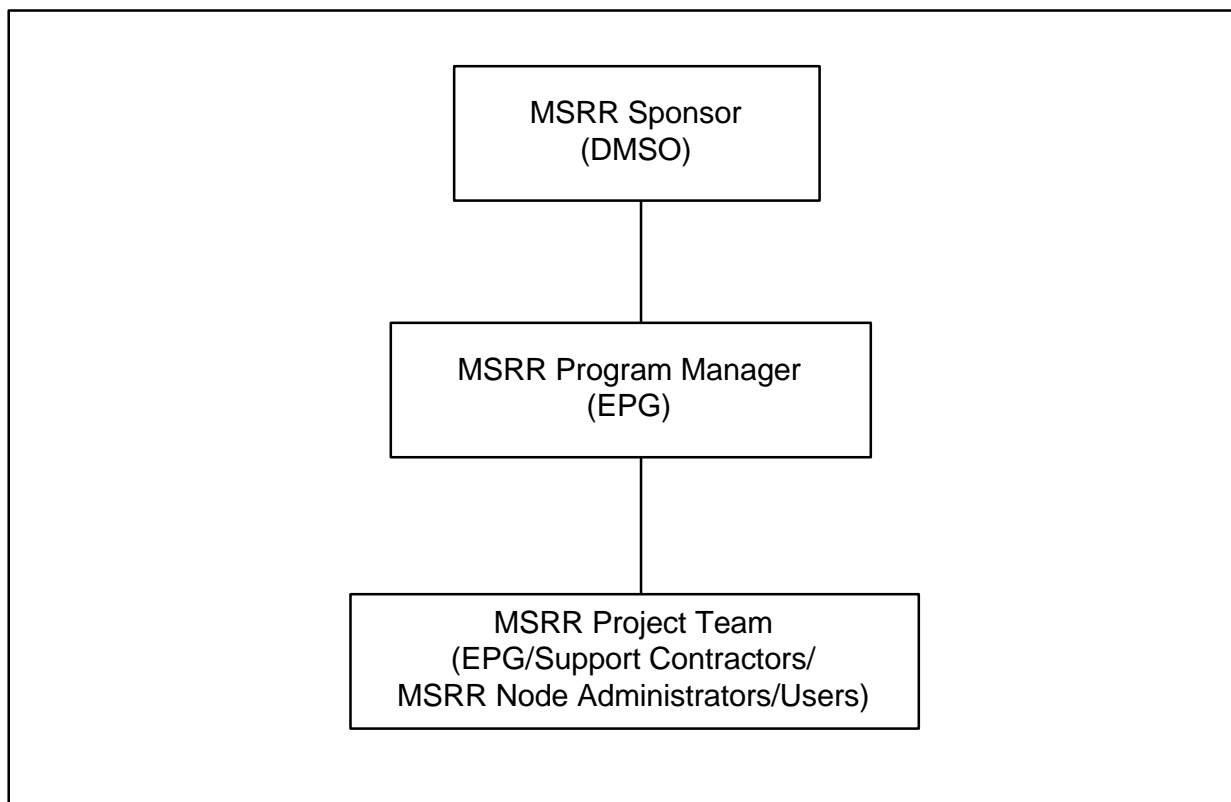 MSRR Sponsor
(DMSO)
MSRR Program Manager
(EPG)
MSRR Project Team
(EPG/Support Contractors/
MSRR Node Administrators/Users)